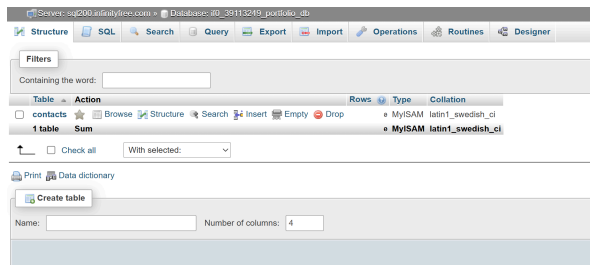 Server: sql200.infinityfree.com » Database: if0_39113249_portfolio_db
Structure SQL Search Query Export Import Operations Routines Designer
Filters
Containing the word:
Table Action Rows Type Collation
contacts Browse Structure Search Insert Empty Drop 0 MyISAM latin1_swedish_ci
1 table Sum 0 MyISAM latin1_swedish_ci
Check all With selected:
Print Data dictionary
Create table
Name: Number of columns: 4